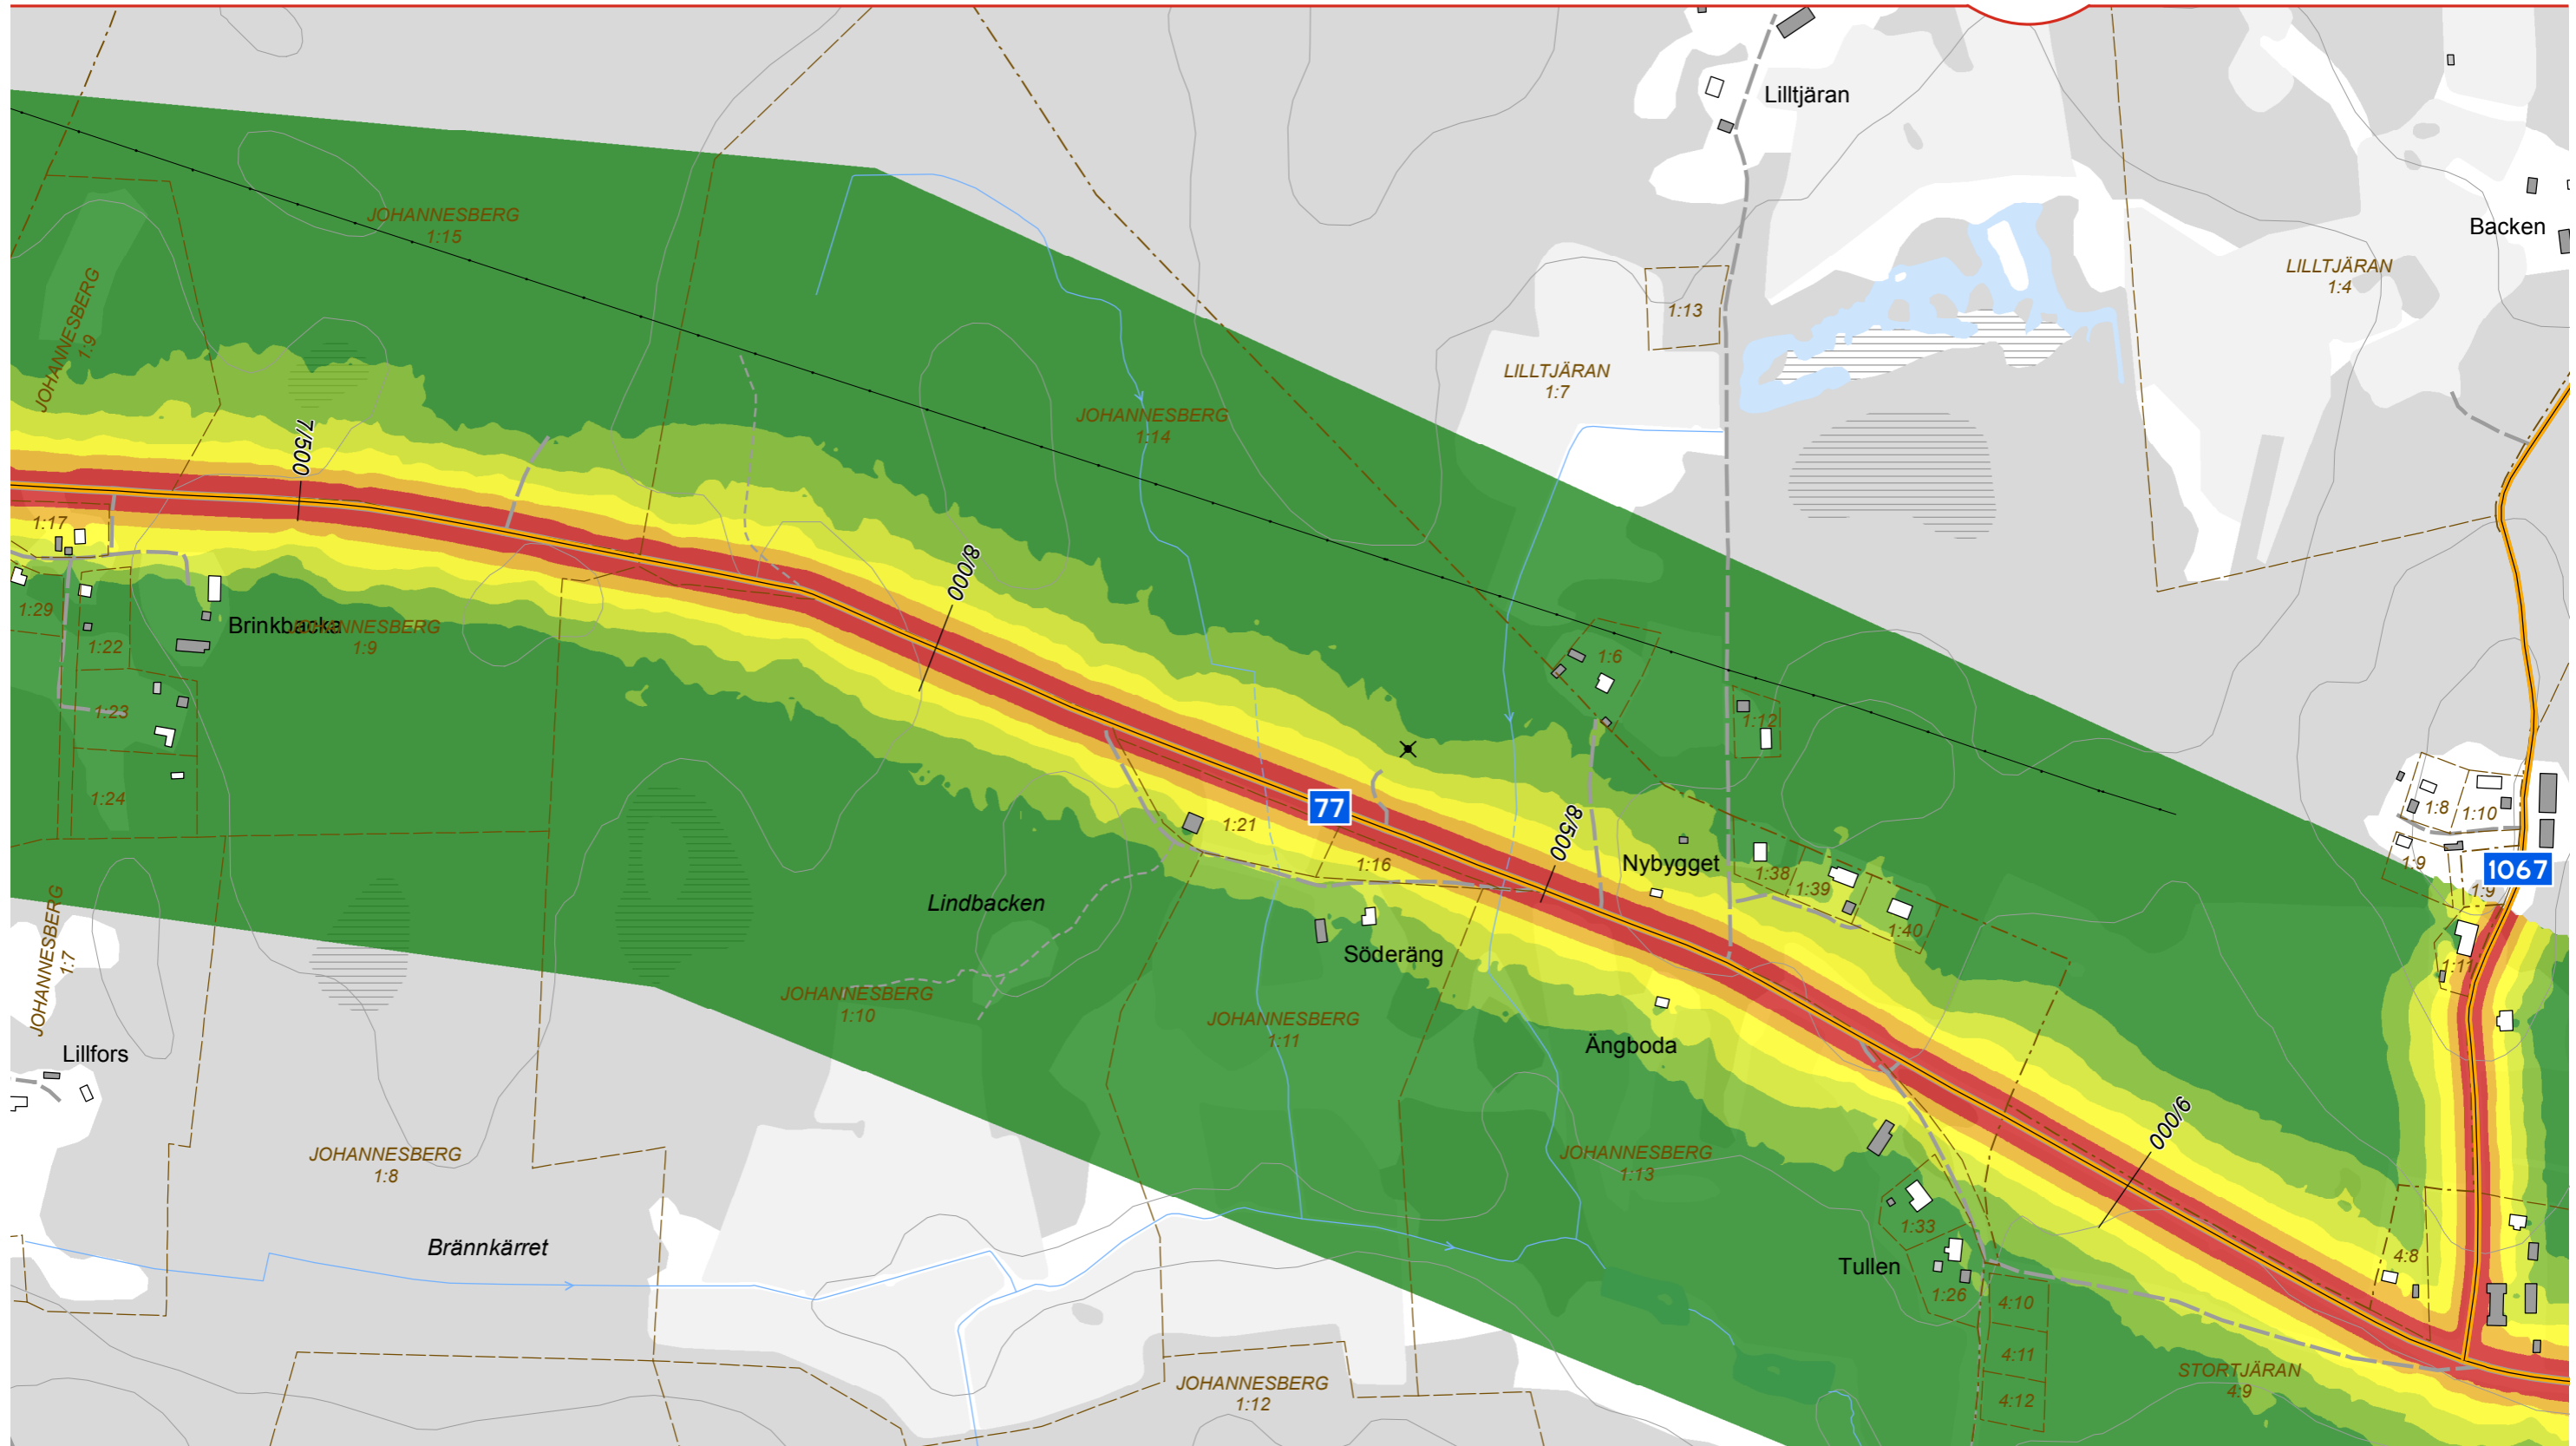 Lilltjäran
Backen
JOHANNESBERG
1:15
LILLTJÄRAN
1:4
1:13
JOHANNESBERG
1:9
LILLTJÄRAN
1:7
JOHANNESBERG
1:14
7/500
1:17
8/000
1:29
Brinkbacka
JOHANNESBERG
1:9
1:22
1:6
1:23
1:12
1:24
77
1:21
8/500
1:8
1:10
1:16
Nybygget
1:38
1:39
1:9
1067
1:9
JOHANNESBERG
1:7
Lindbacken
1:40
Söderäng
1:11
JOHANNESBERG
1:10
JOHANNESBERG
1:11
Lillfors
Ängboda
9/000
JOHANNESBERG
1:8
JOHANNESBERG
1:13
1:33
Brännkärret
Tullen
4:8
1:26
4:10
4:11
JOHANNESBERG
1:12
STORTJÄRAN
4:9
4:12